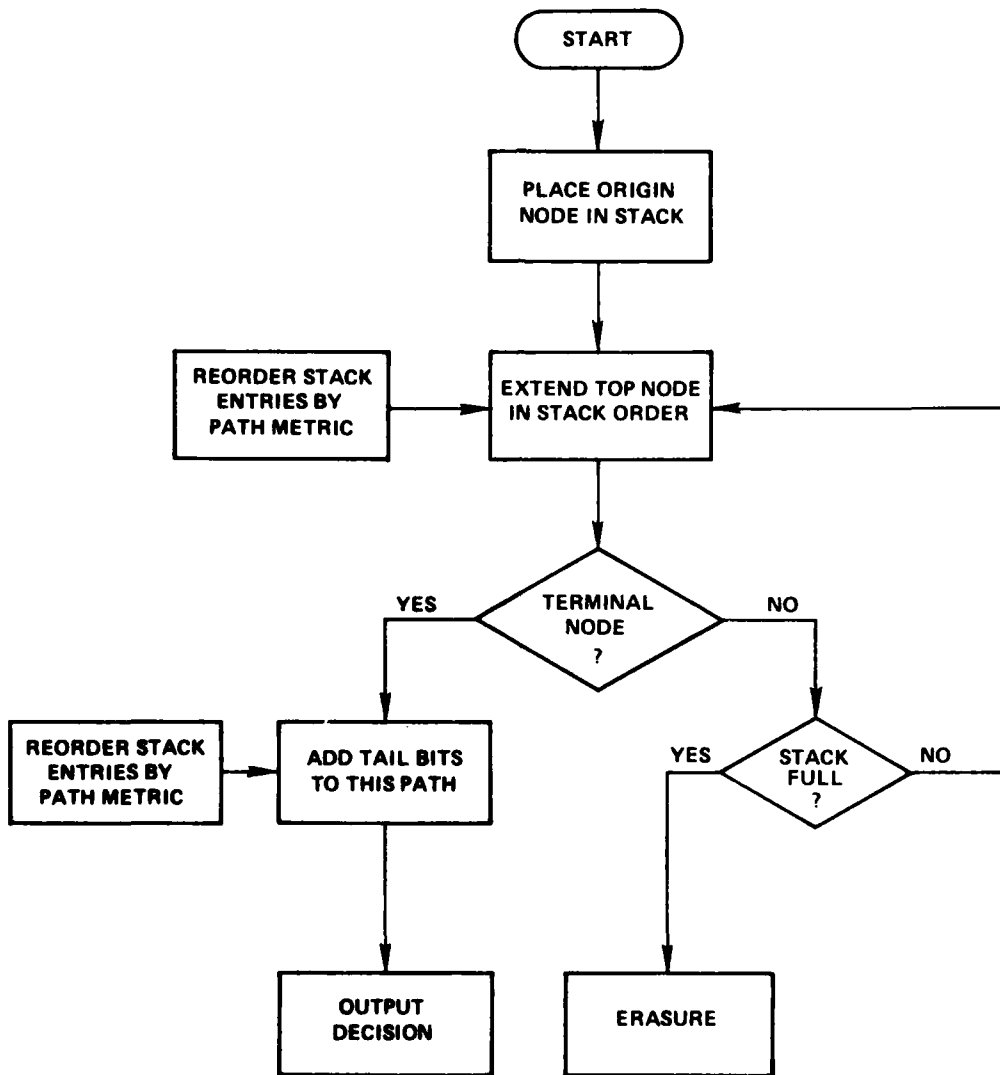 START
PLACE ORIGIN
NODE IN STACK
REORDER STACK
ENTRIES BY
PATH METRIC
EXTEND TOP NODE
IN STACK ORDER
YES
TERMINAL
NODE
?
NO
REORDER STACK
ENTRIES BY
PATH METRIC
ADD TAIL BITS
TO THIS PATH
YES
STACK
FULL
?
NO
OUTPUT
DECISION
ERASURE